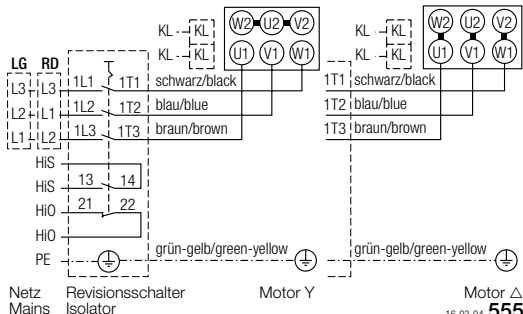 KL KL W2 U2 V2 KL KL W2 U2 V2
KL KL U1 V1 W1 KL KL U1 V1 W1
LG RD
L3 L3 1L1 1T1 schwarz/black 1T1 schwarz/black
L2 L1 1L2 1T2 blau/blue 1T2 blau/blue
L1 L2 1L3 1T3 braun/brown 1T3 braun/brown
HiS
HiS 13 14
HiO 21 22
HiO
PE grün-gelb/green-yellow grün-gelb/green-yellow
Netz Revisionsschalter Motor Y Motor △
Mains Isolator 16.03.04 555